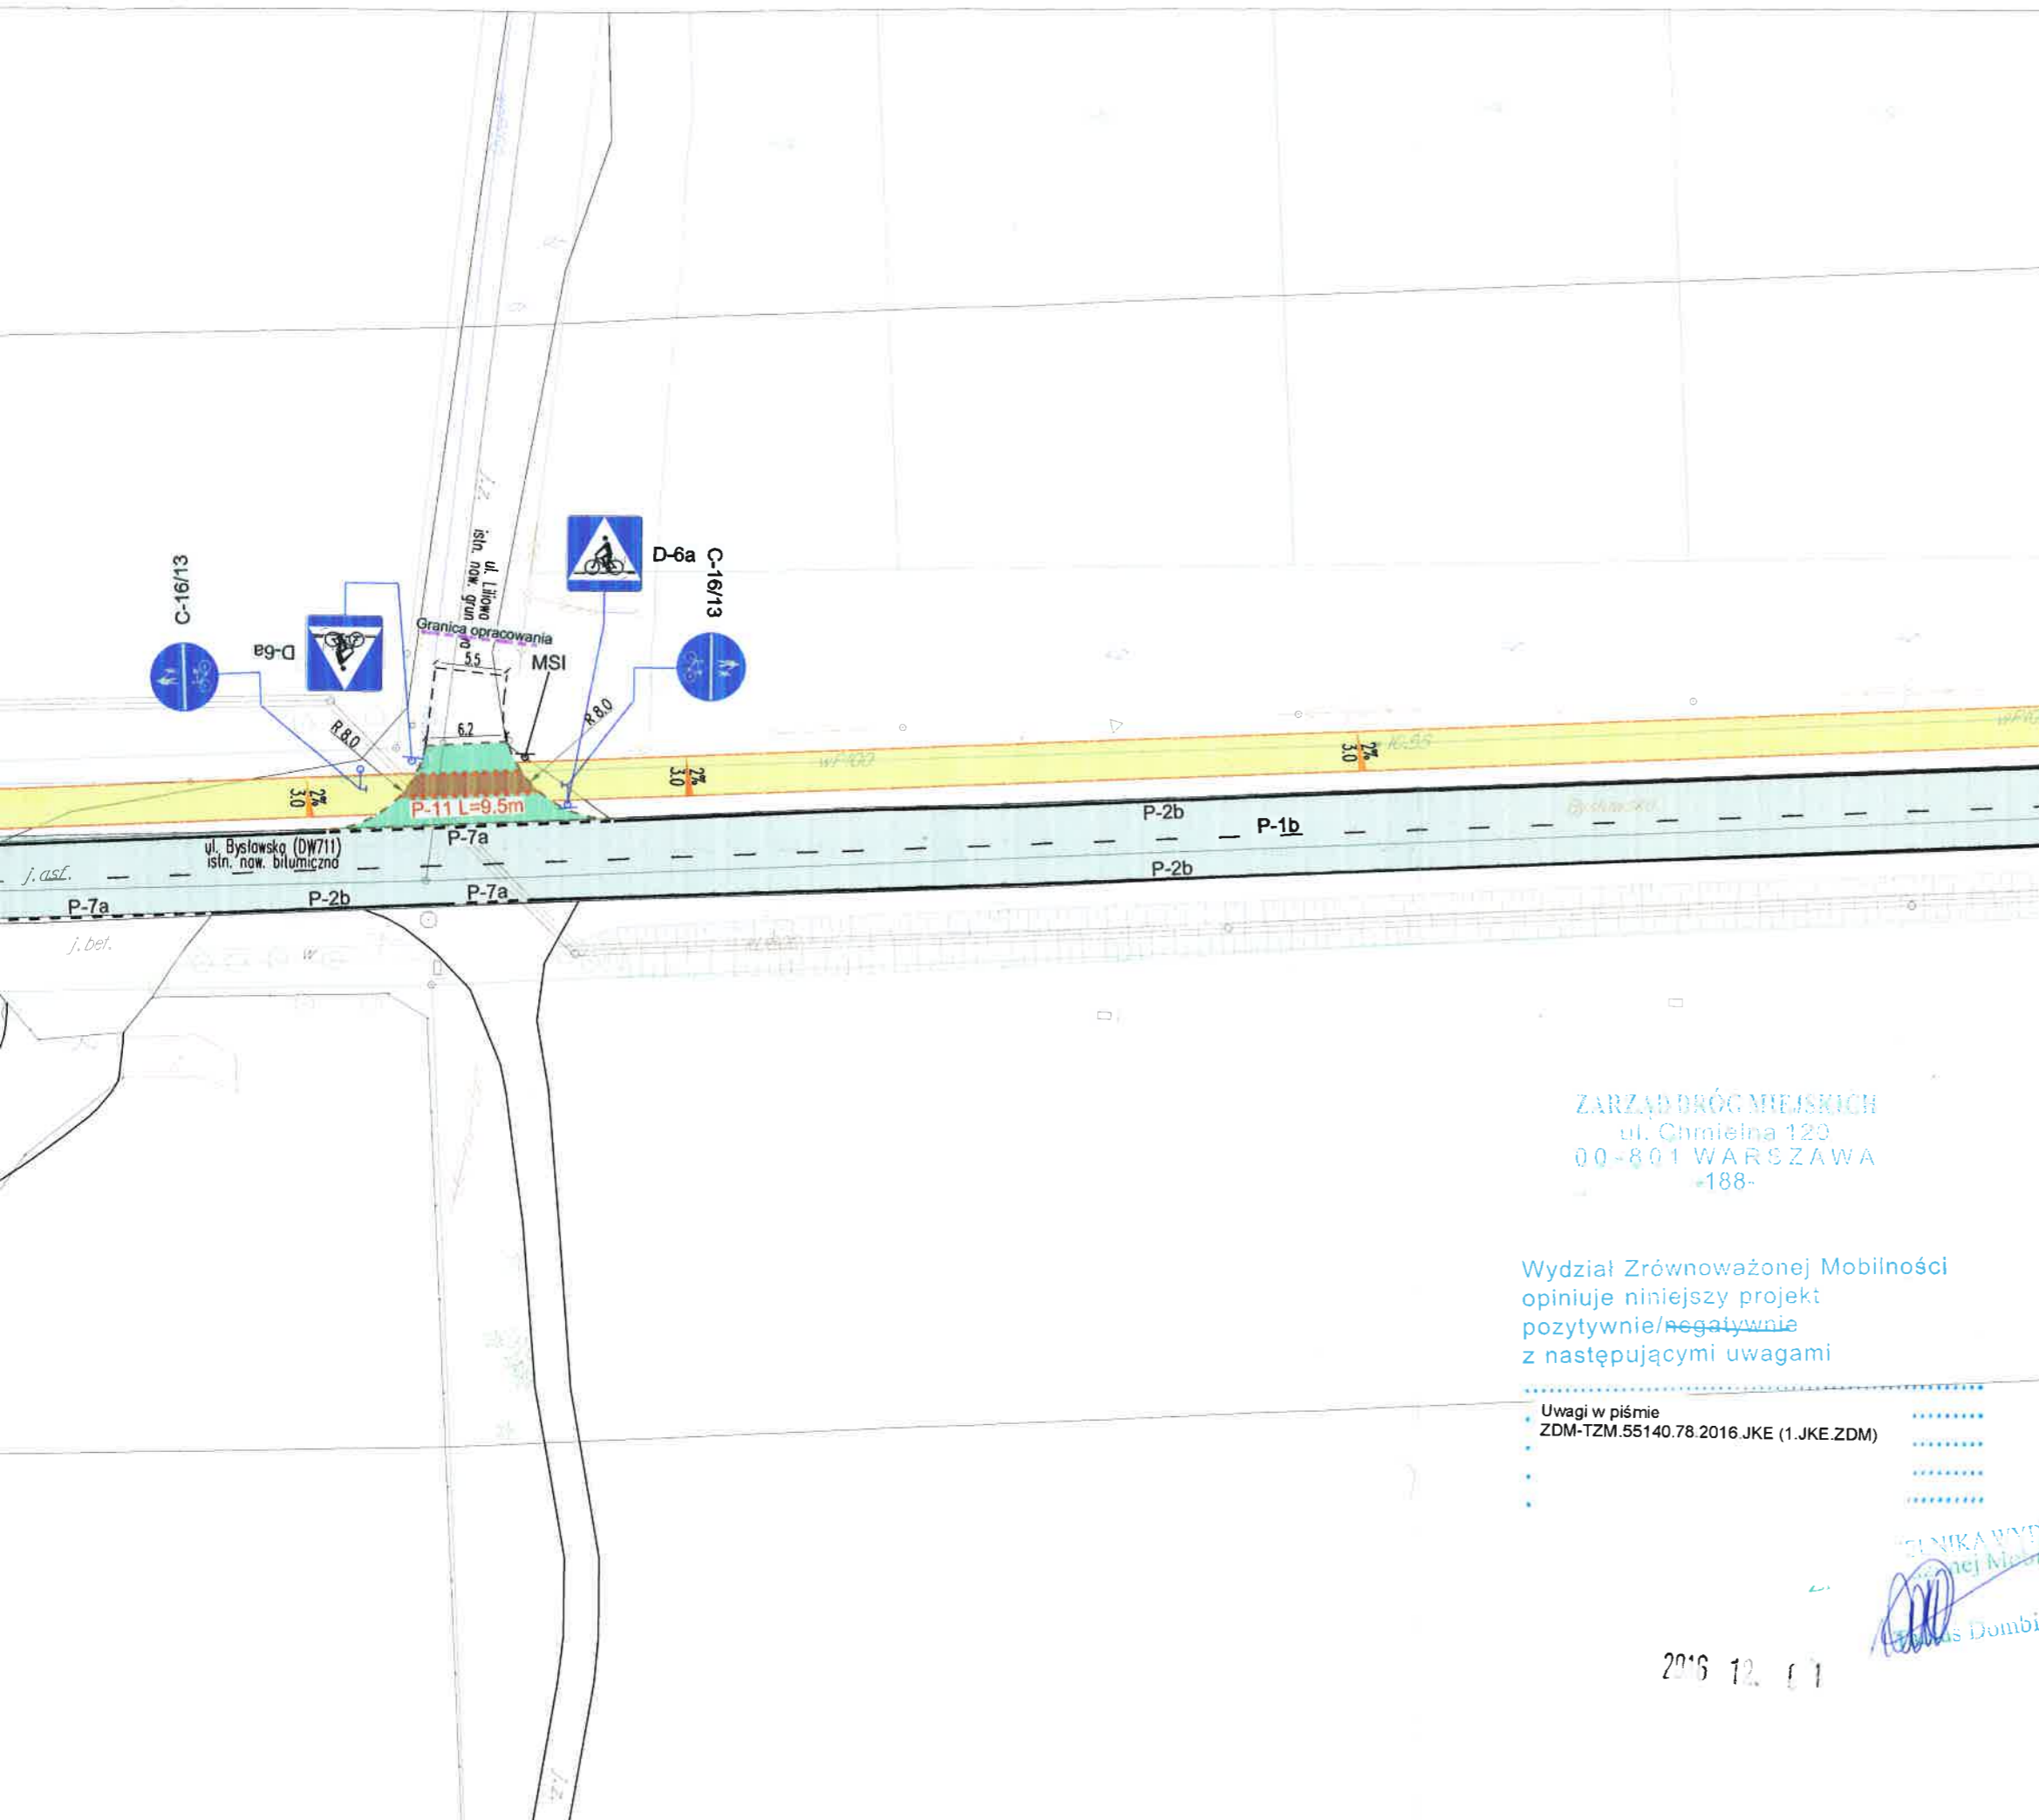 j.z.
ul. Liliowa
istn. naw. gruntowa
C-16/13
D-6a
D-6a
C-16/13
Granica opracowania
5.5
MSI
6.2
R 8.0
R 8.0
2%
3.0
2%
3.0
2%
3.0
wF100
P-11 L=9.5m
P-7a
P-2b
P-1b
P-2b
ul. Bysławska (DW711)
istn. naw. bitumiczna
j.asf.
P-7a
P-2b
P-7a
j.bet.
W
j.z.
ZARZĄD DRÓG MIEJSKICH
ul. Chmielna 120
00-801 WARSZAWA
-188-
Wydział Zrównoważonej Mobilności
opiniuje niniejszy projekt
pozytywnie/negatywnie
z następującymi uwagami
Uwagi w piśmie
ZDM-TZM.55140.78.2016.JKE (1.JKE.ZDM)
2016 12. 01